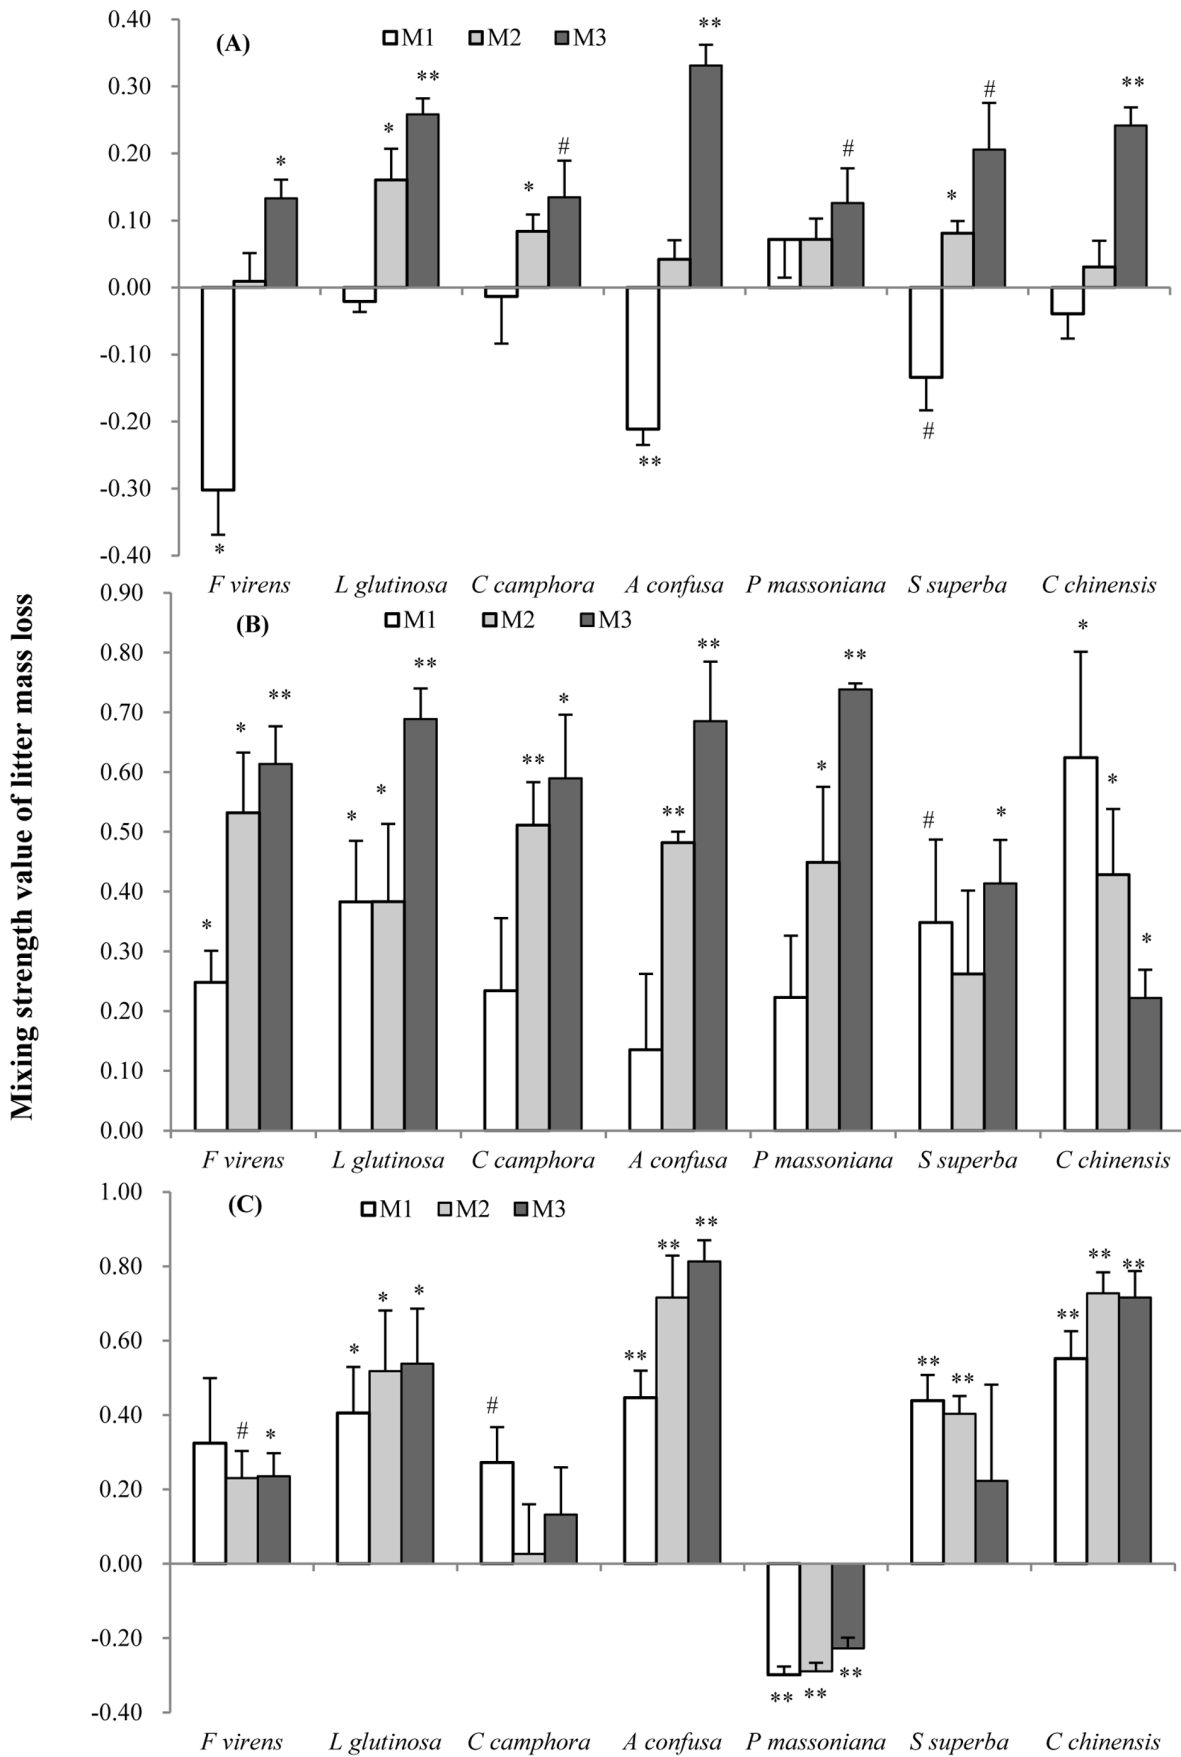 Mixing strength value of litter mass loss
(A) M1 M2 M3
0.40
0.30
0.20
0.10
0.00
-0.10
-0.20
-0.30
-0.40
* * * ** * # ** ** # # * # **
F virens L glutinosa C camphora A confusa P massoniana S superba C chinensis
(B) M1 M2 M3
0.90
0.80
0.70
0.60
0.50
0.40
0.30
0.20
0.10
0.00
* * ** * * ** ** * ** ** * ** # * * * *
F virens L glutinosa C camphora A confusa P massoniana S superba C chinensis
(C) M1 M2 M3
1.00
0.80
0.60
0.40
0.20
0.00
-0.20
-0.40
# * * * * # ** ** ** ** ** ** ** ** ** ** **
F virens L glutinosa C camphora A confusa P massoniana S superba C chinensis